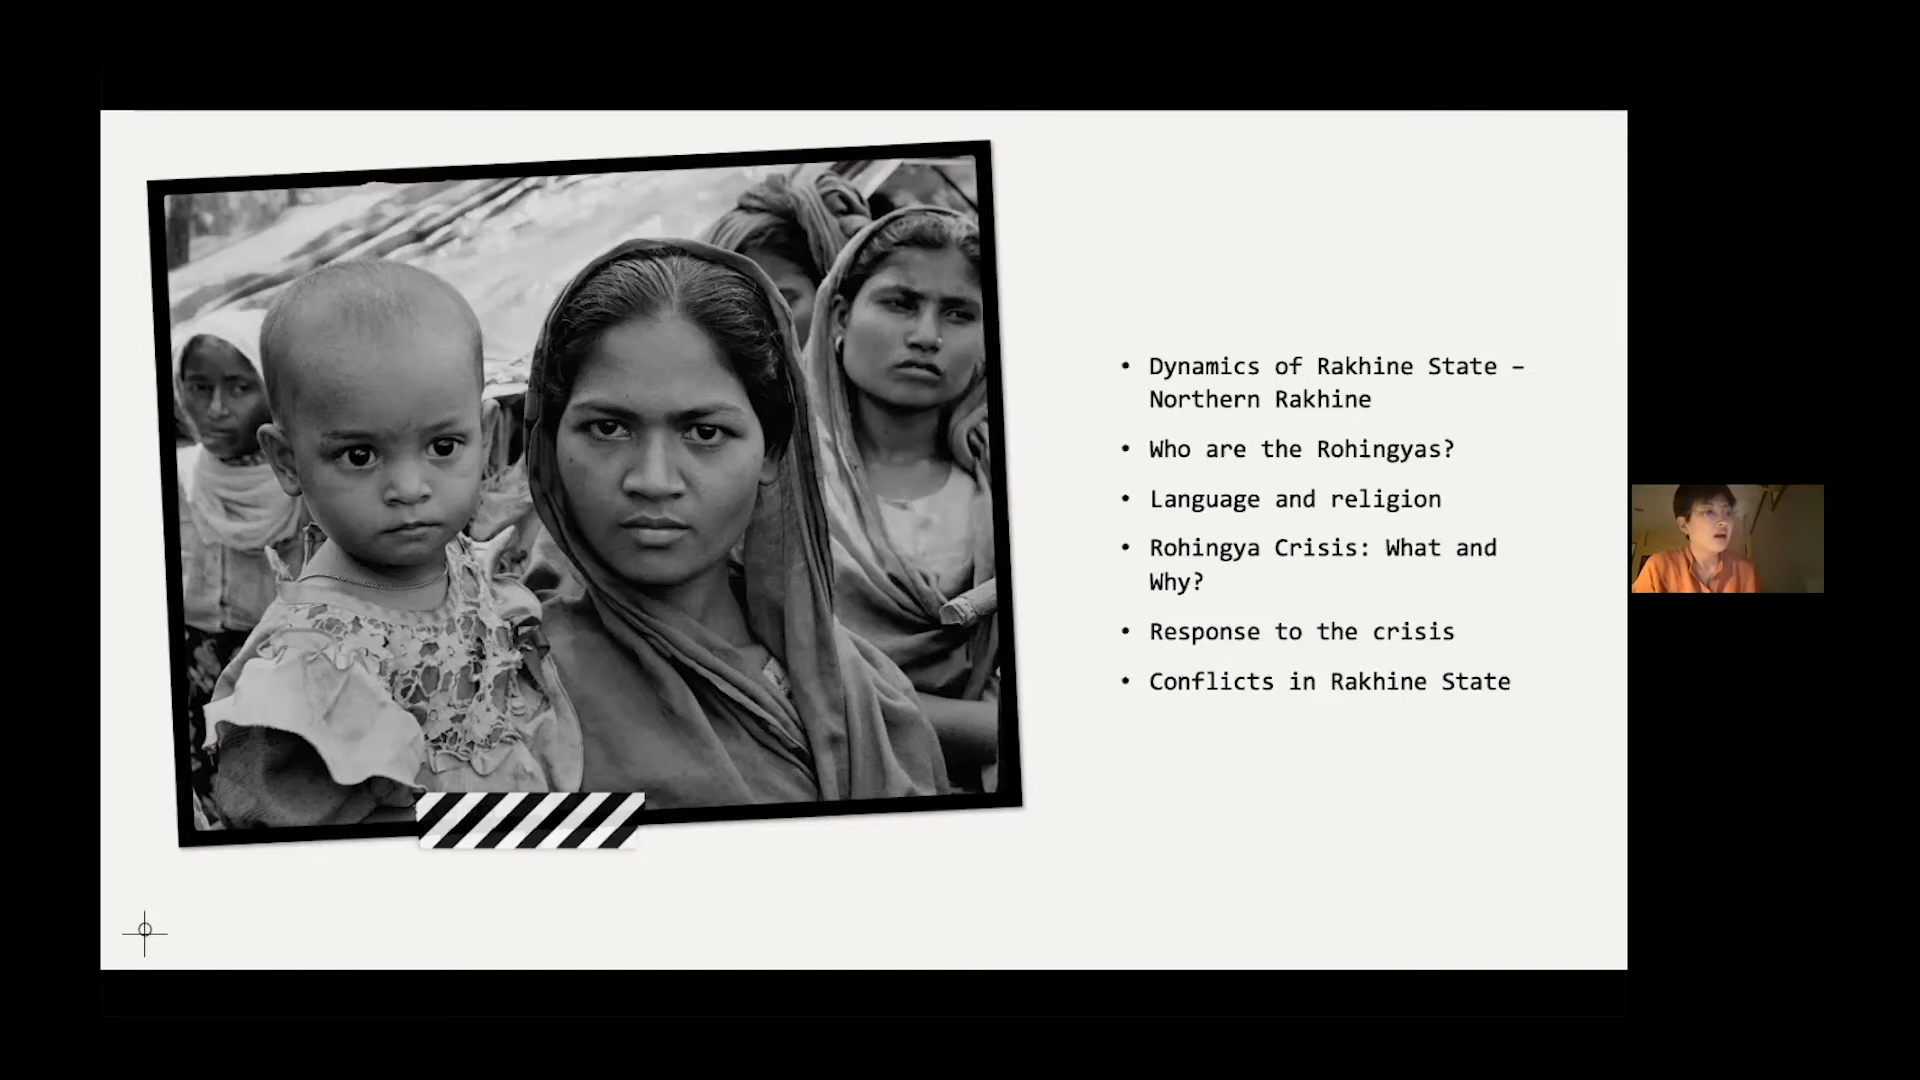 • Dynamics of Rakhine State –
Northern Rakhine
• Who are the Rohingyas?
• Language and religion
• Rohingya Crisis: What and
Why?
• Response to the crisis
• Conflicts in Rakhine State